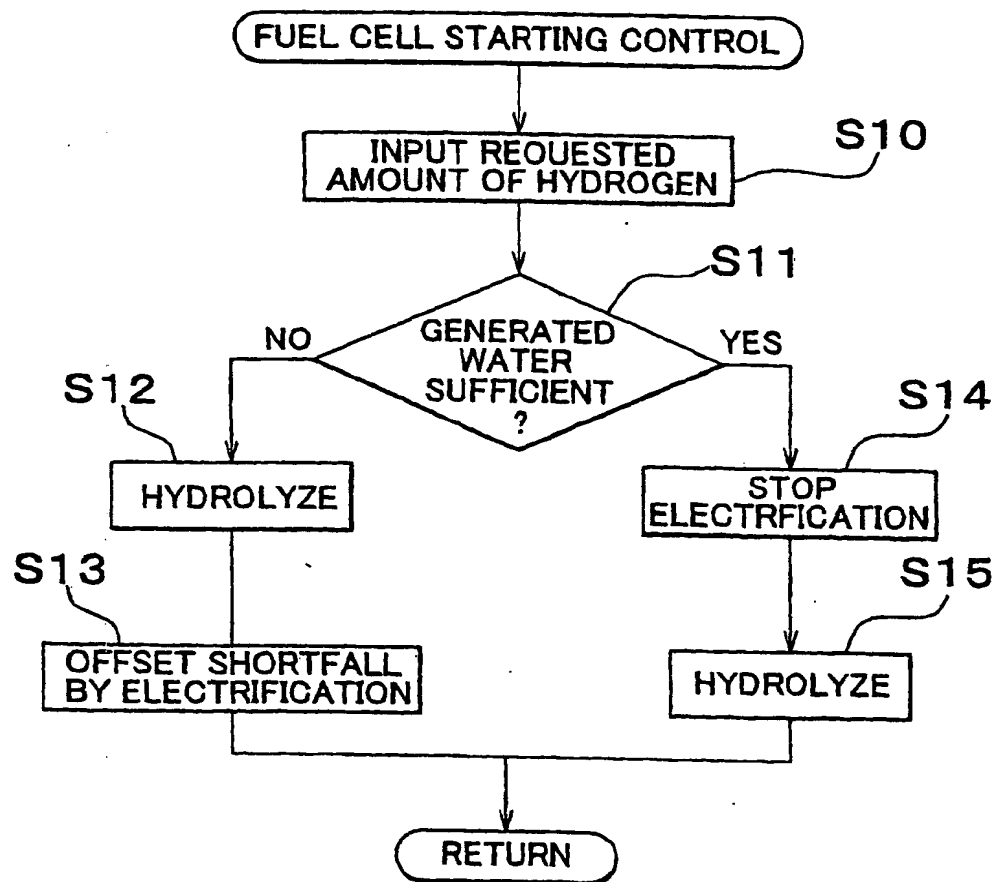 FUEL CELL STARTING CONTROL
S10
INPUT REQUESTED
AMOUNT OF HYDROGEN
S11
GENERATED
WATER
SUFFICIENT
?
NO
YES
S12
HYDROLYZE
S14
STOP
ELECTRFICATION
S13
OFFSET SHORTFALL
BY ELECTRIFICATION
S15
HYDROLYZE
RETURN